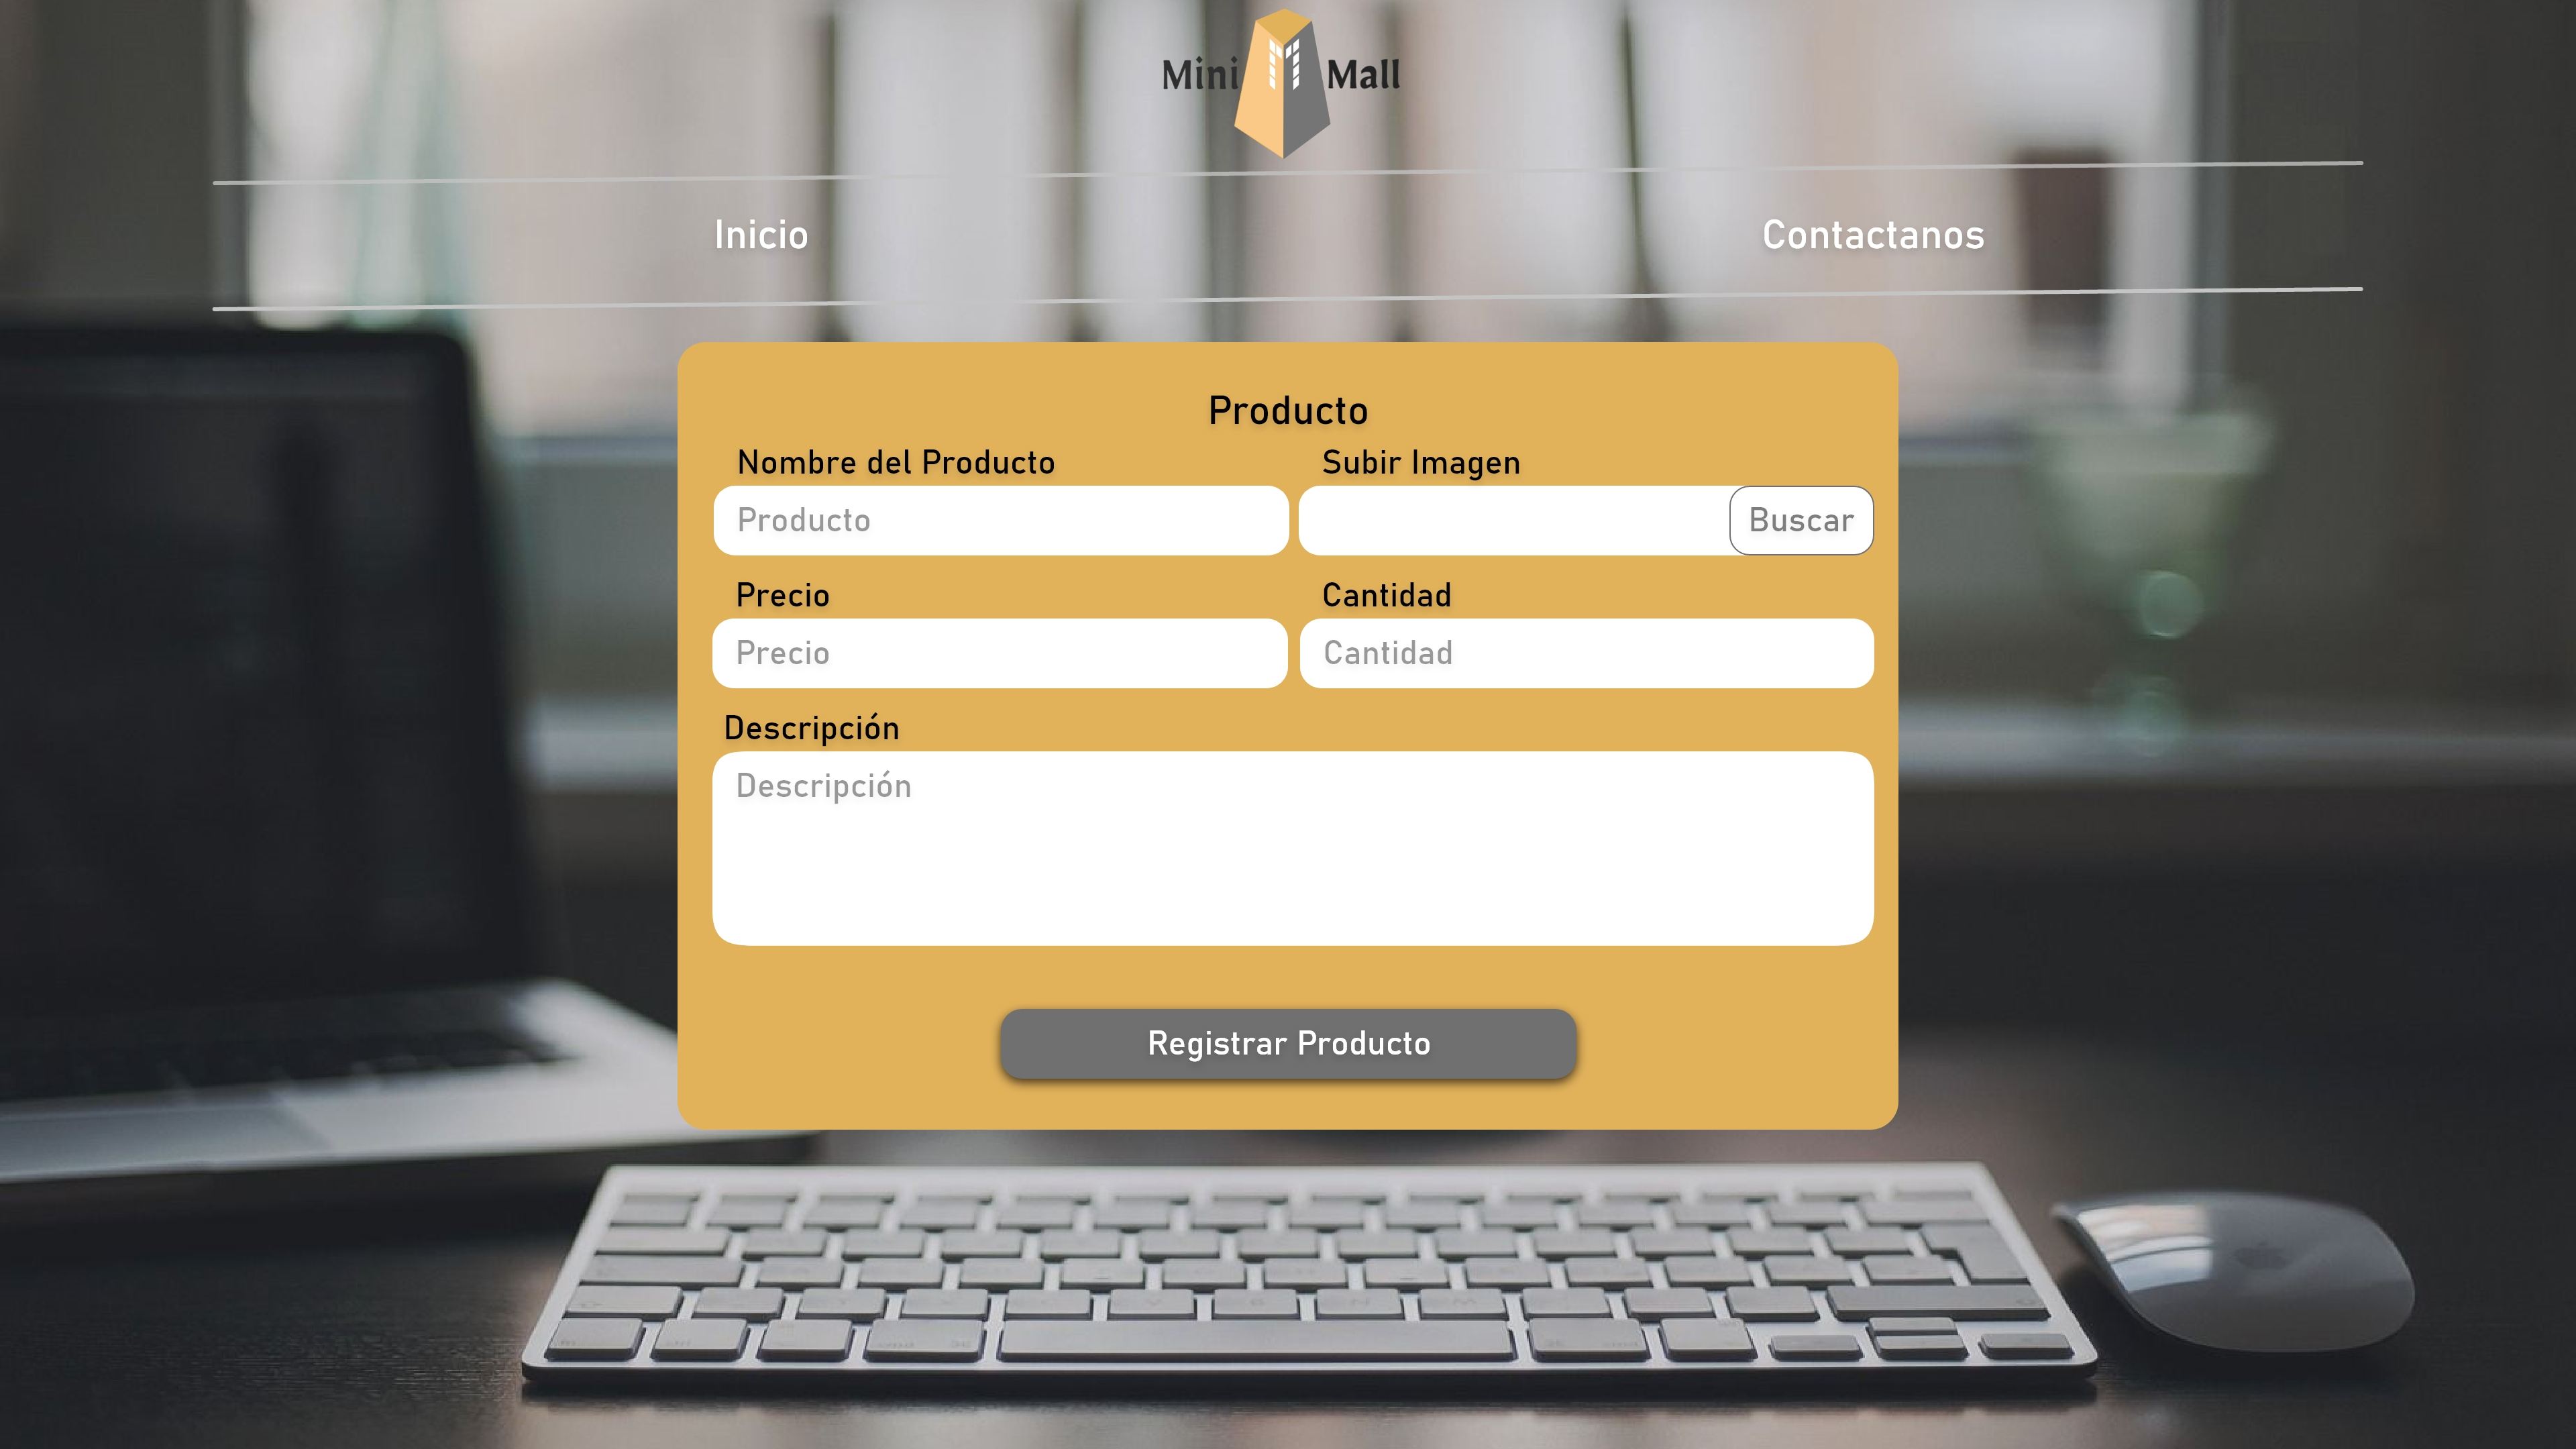 Mini Mall
Inicio Contactanos
Producto
Nombre del Producto Subir Imagen
Producto Buscar
Precio Cantidad
Precio Cantidad
Descripción
Descripción
Registrar Producto